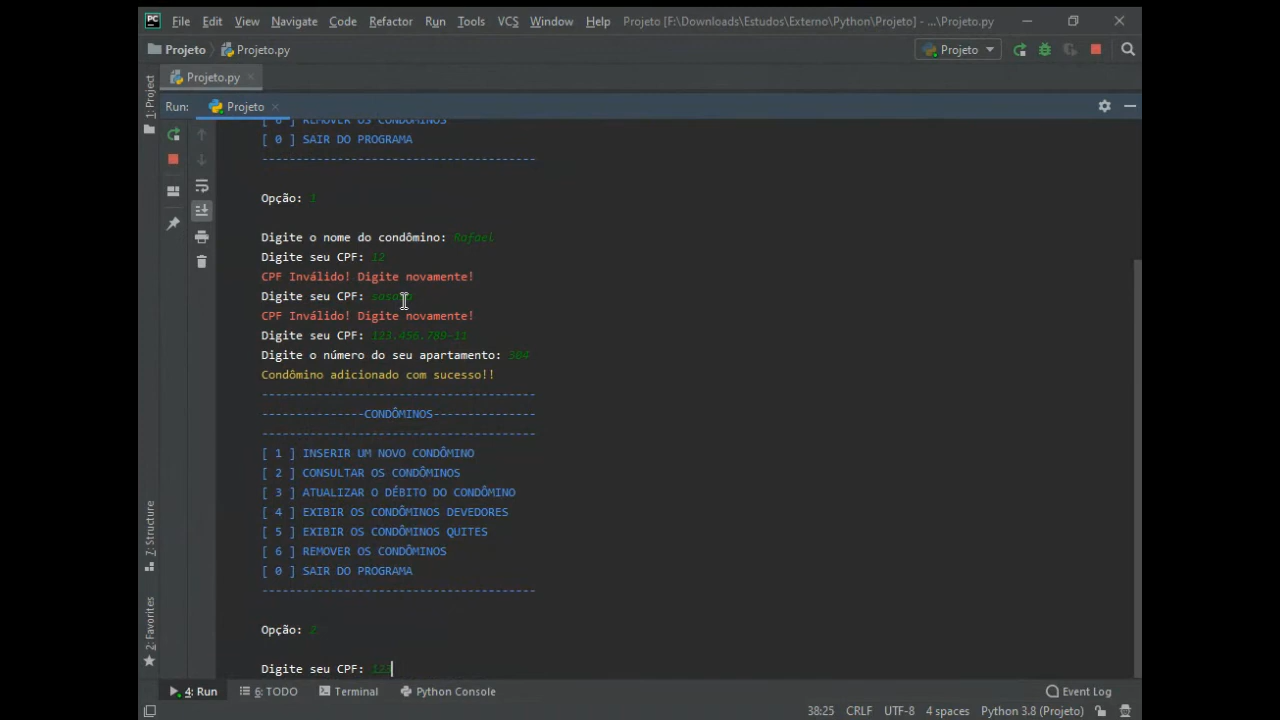 PC File Edit View Navigate Code Refactor Run Tools VCS Window Help Projeto [F:\Downloads\Estudos\Externo\Python\Projeto] - ...\Projeto.py
Projeto Projeto.py Projeto
Projeto.py
1: Project
Run: Projeto
[ 6 ] REMOVER OS CONDÔMINOS
[ 0 ] SAIR DO PROGRAMA
----------------------------------------
Opção: 1
Digite o nome do condômino: Rafael
Digite seu CPF: 12
CPF Inválido! Digite novamente!
Digite seu CPF:
CPF Inválido! Digite novamente!
Digite seu CPF: 123.456.789-11
Digite o número do seu apartamento: 304
Condômino adicionado com sucesso!!
----------------------------------------
---------------CONDÔMINOS---------------
----------------------------------------
[ 1 ] INSERIR UM NOVO CONDÔMINO
[ 2 ] CONSULTAR OS CONDÔMINOS
[ 3 ] ATUALIZAR O DÉBITO DO CONDÔMINO
[ 4 ] EXIBIR OS CONDÔMINOS DEVEDORES
[ 5 ] EXIBIR OS CONDÔMINOS QUITES
[ 6 ] REMOVER OS CONDÔMINOS
[ 0 ] SAIR DO PROGRAMA
----------------------------------------
Opção: 2
Digite seu CPF: 123
7: Structure
2: Favorites
4: Run 6: TODO Terminal Python Console Event Log
38:25 CRLF UTF-8 4 spaces Python 3.8 (Projeto)